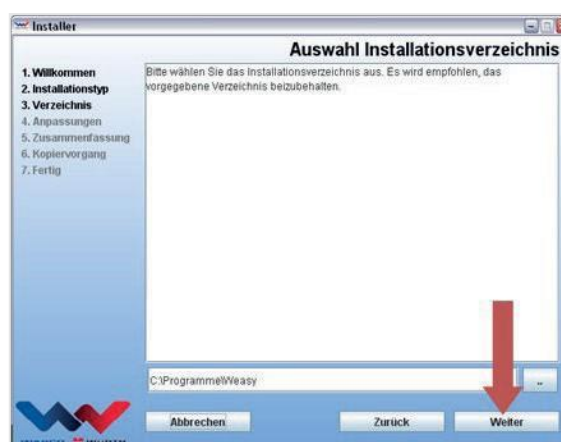 Installer
Auswahl Installationsverzeichnis
1. Willkommen
2. Installationstyp
3. Verzeichnis
4. Anpassungen
5. Zusammenfassung
6. Kopiervorgang
7. Fertig
Bitte wählen Sie das Installationsverzeichnis aus. Es wird empfohlen, das
vorgegebene Verzeichnis beizubehalten.
C:\Programme\Weasy
..
Abbrechen
Zurück
Weiter